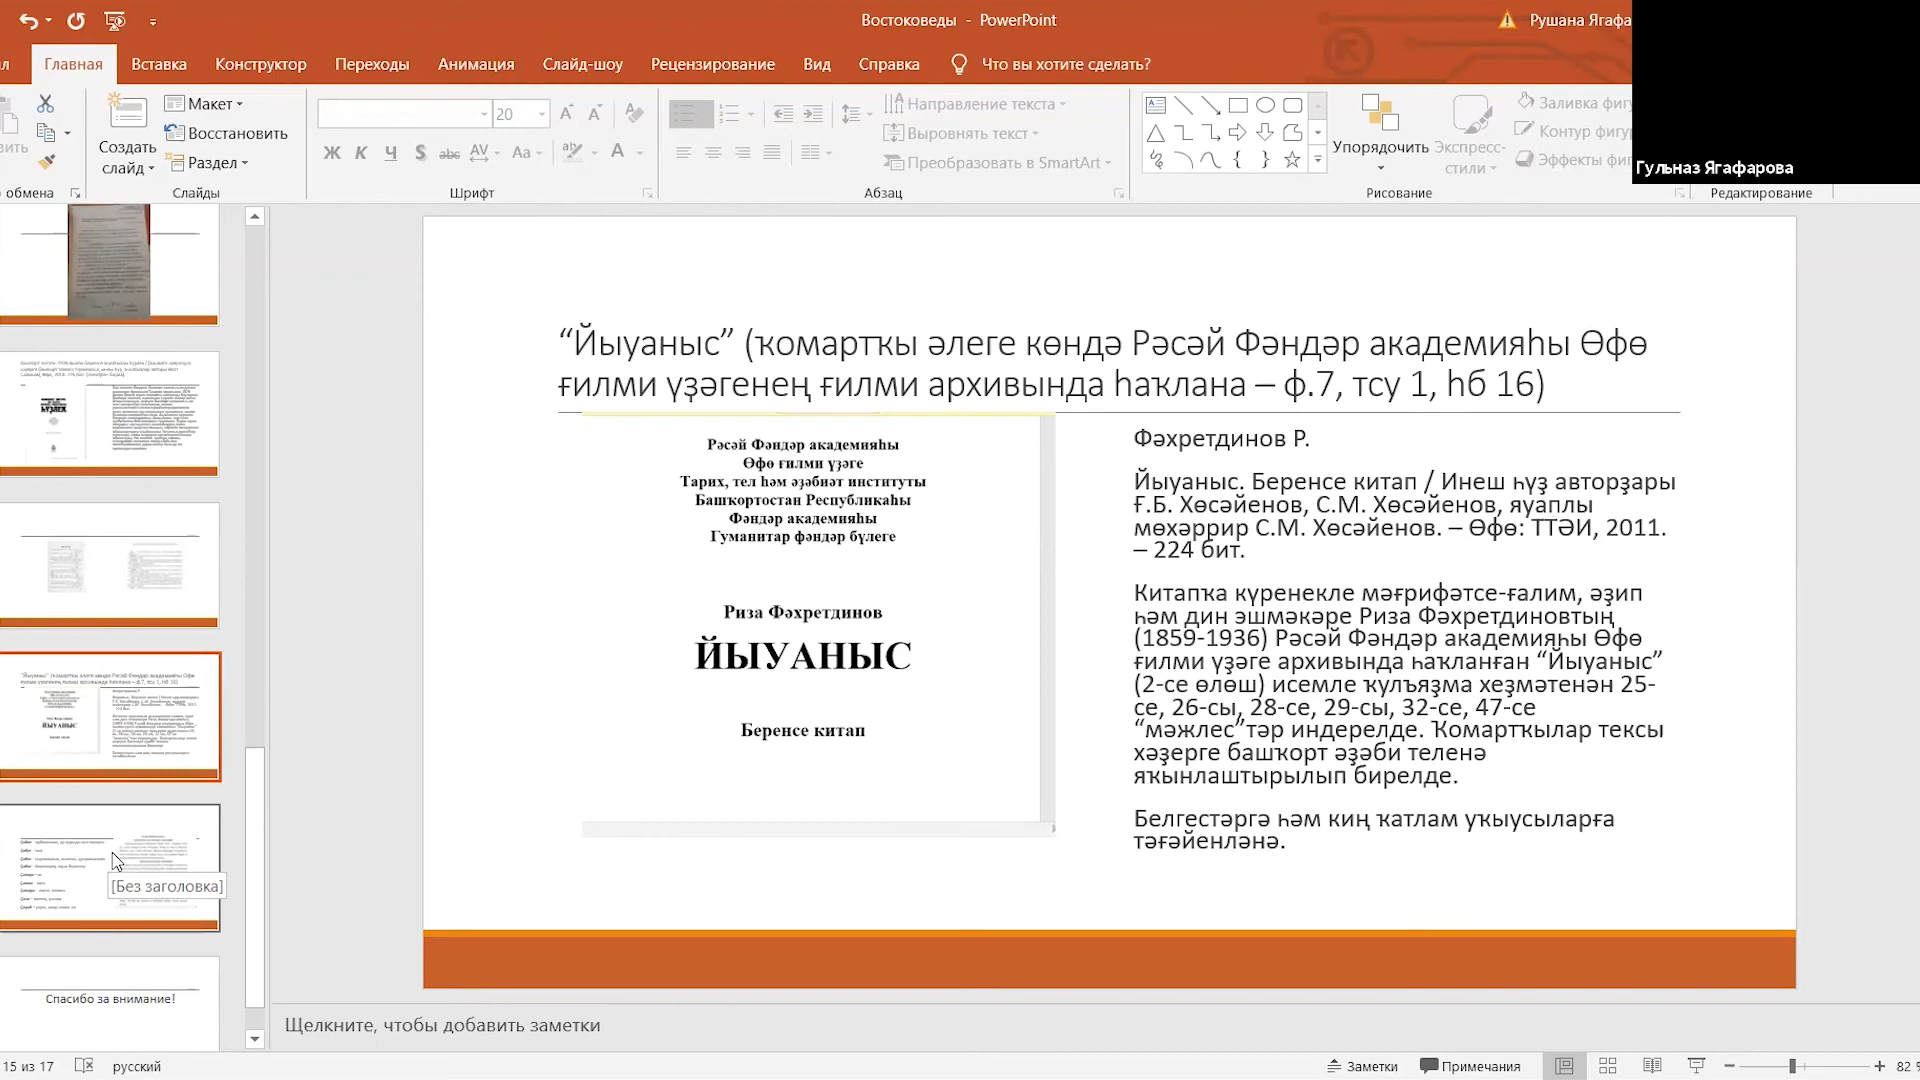 Востоковеды - PowerPoint
Рушана Ягафа
Главная
Вставка
Конструктор
Переходы
Анимация
Слайд-шоу
Рецензирование
Вид
Справка
Что вы хотите сделать?
Гульназ Ягафарова
Создать слайд
Макет
Восстановить
Раздел
20
Ж К Ч S abc AV Aa
Направление текста
Выровнять текст
Преобразовать в SmartArt
Упорядочить
Экспресс-стили
Заливка фигу
Контур фигур
Эффекты фи
обмена
Слайды
Шрифт
Абзац
Рисование
Редактирование
“Йыуаныс” (ҡомартҡы әлеге көндә Рәсәй Фәндәр академияһы Өфө
ғилми үҙәгенең ғилми архивында һаҡлана – ф.7, тсу 1, һб 16)
Рәсәй Фәндәр академияһы
Өфө ғилми үҙәге
Тарих, тел һәм әҙәбиәт институты
Башҡортостан Республикаһы
Фәндәр академияһы
Гуманитар фәндәр бүлеге
Риза Фәхретдинов
ЙЫУАНЫС
Беренсе китап
Фәхретдинов Р.
Йыуаныс. Беренсе китап / Инеш һүҙ авторҙары
Ғ.Б. Хөсәйенов, С.М. Хөсәйенов, яуаплы
мөхәррир С.М. Хөсәйенов. – Өфө: ТТӘИ, 2011.
– 224 бит.
Китапҡа күренекле мәғрифәтсе-ғалим, әҙип
һәм дин эшмәкәре Риза Фәхретдиновтың
(1859-1936) Рәсәй Фәндәр академияһы Өфө
ғилми үҙәге архивында һаҡланған “Йыуаныс”
(2-се өлөш) исемле ҡулъяҙма хеҙмәтенән 25-
се, 26-сы, 28-се, 29-сы, 32-се, 47-се
“мәжлес”тәр индерелде. Ҡомартҡылар тексы
хәҙерге башҡорт әҙәби теленә
яҡынлаштырылып бирелде.
Белгестәргә һәм киң ҡатлам уҡыусыларға
тәғәйенләнә.
[Без заголовка]
Спасибо за внимание!
Щелкните, чтобы добавить заметки
15 из 17
русский
Заметки
Примечания
82